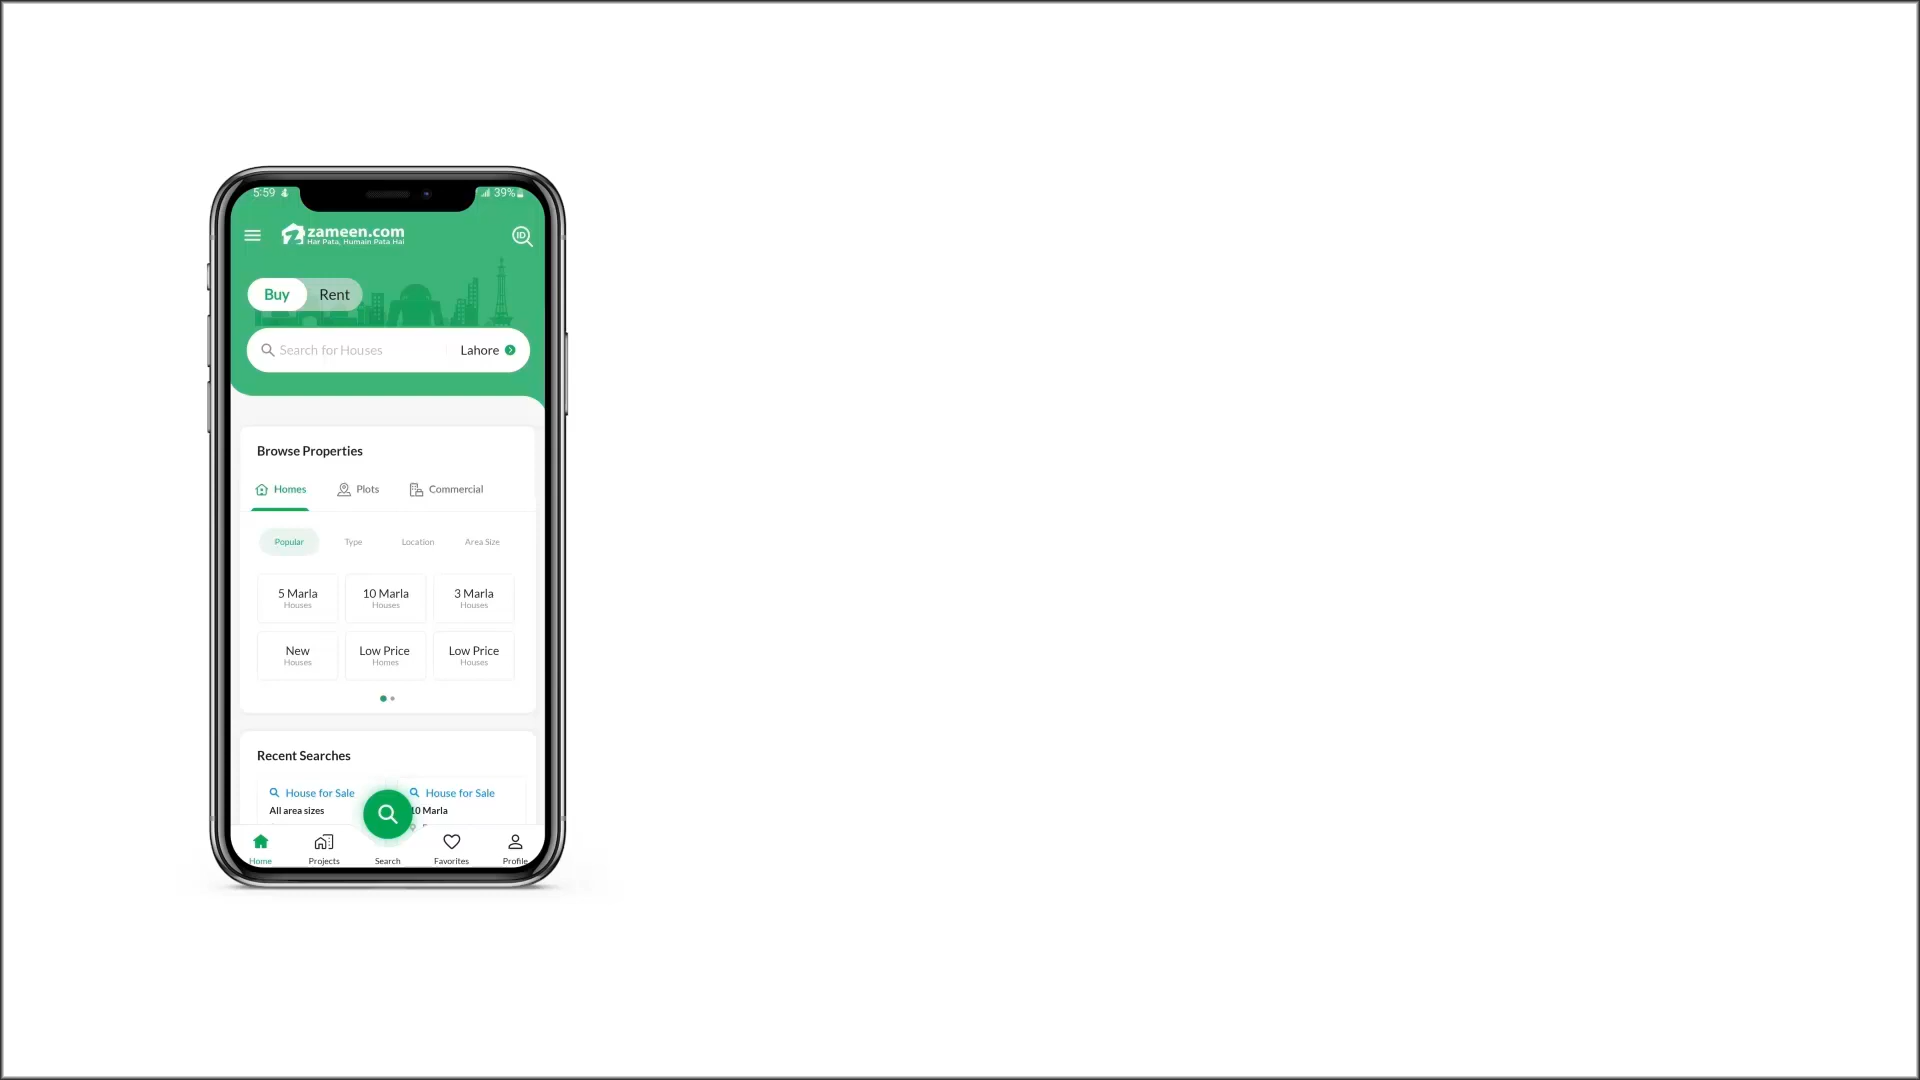 5:59
39%
zameen.com
Har Pata, Humain Pata Hai
ID
Buy Rent
Search for Houses Lahore
Browse Properties
Homes Plots Commercial
Popular Type Location Area Size
5 Marla 10 Marla 3 Marla
Houses Houses Houses
New Low Price Low Price
Houses Homes Houses
Recent Searches
House for Sale House for Sale
All area sizes 10 Marla
Home Projects Search Favorites Profile